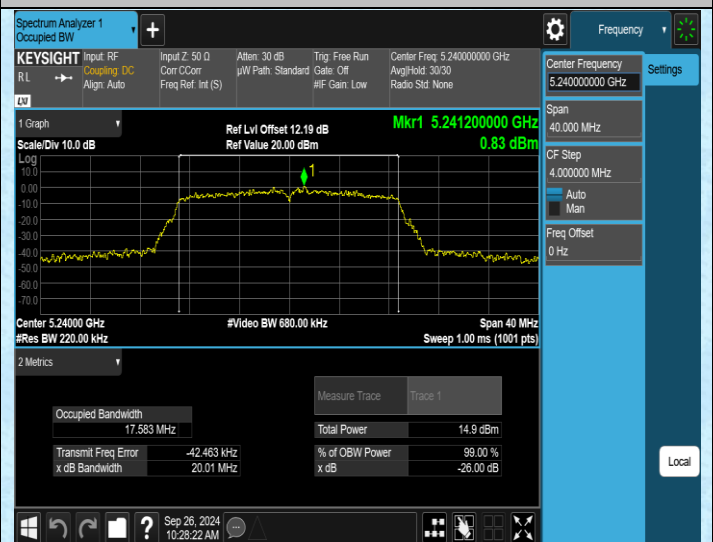 Spectrum Analyzer 1
Occupied BW
Frequency
KEYSIGHT
RL
LXI
Input: RF
Coupling: DC
Align: Auto
Input Z: 50 Ω
Corr CCorr
Freq Ref: Int (S)
Atten: 30 dB
µW Path: Standard
Trig: Free Run
Gate: Off
#IF Gain: Low
Center Freq: 5.240000000 GHz
Avg|Hold: 30/30
Radio Std: None
1 Graph
Scale/Div 10.0 dB
Ref Lvl Offset 12.19 dB
Ref Value 20.00 dBm
Mkr1 5.241200000 GHz
0.83 dBm
Log
10.0
0.00
-10.0
-20.0
-30.0
-40.0
-50.0
-60.0
-70.0
1
Center 5.24000 GHz
#Res BW 220.00 kHz
#Video BW 680.00 kHz
Span 40 MHz
Sweep 1.00 ms (1001 pts)
2 Metrics
Measure Trace
Trace 1
Occupied Bandwidth
17.583 MHz
Total Power
14.9 dBm
Transmit Freq Error
-42.463 kHz
% of OBW Power
99.00 %
x dB Bandwidth
20.01 MHz
x dB
-26.00 dB
Center Frequency
5.240000000 GHz
Settings
Span
40.000 MHz
CF Step
4.000000 MHz
Auto
Man
Freq Offset
0 Hz
Local
?
Sep 26, 2024
10:28:22 AM